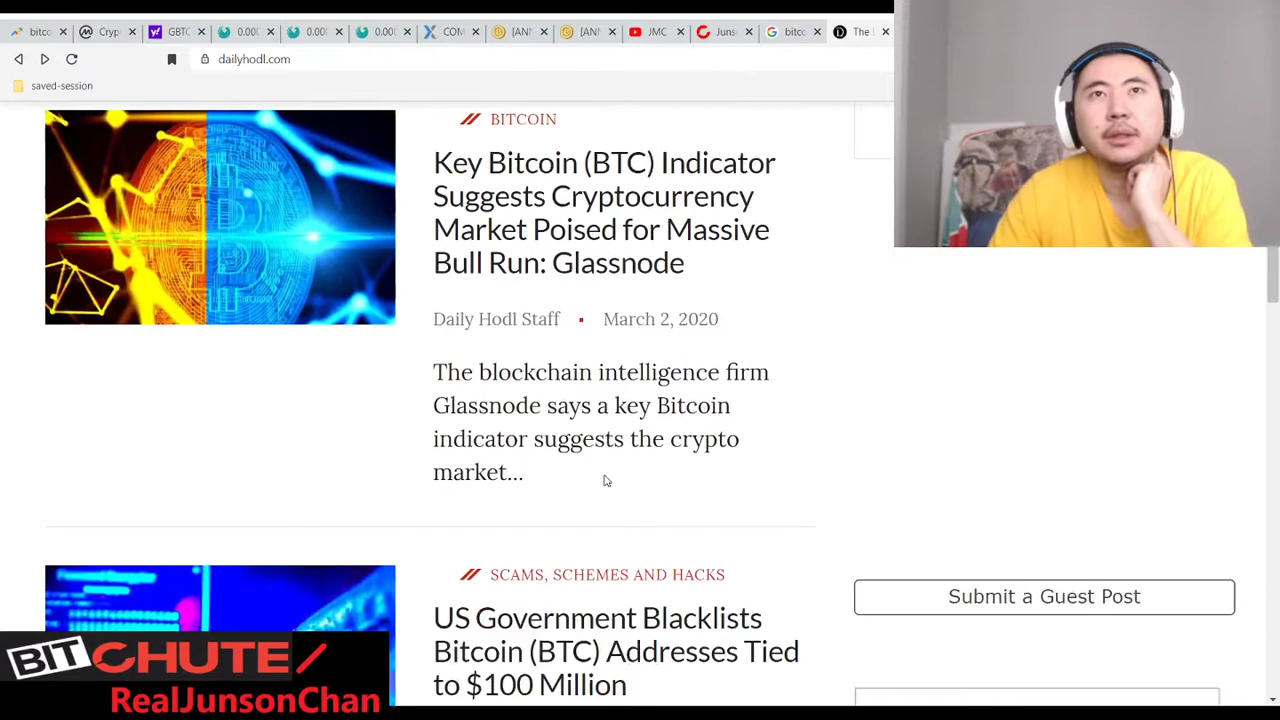 bitco
Cryp
GBTC
0.00
0.00
0.00
COM
[AN
[AN
JMC
Juns
bitco
The
dailyhodl.com
saved-session
BITCOIN
Key Bitcoin (BTC) Indicator
Suggests Cryptocurrency
Market Poised for Massive
Bull Run: Glassnode
Daily Hodl Staff
March 2, 2020
The blockchain intelligence firm
Glassnode says a key Bitcoin
indicator suggests the crypto
market...
SCAMS, SCHEMES AND HACKS
US Government Blacklists
Bitcoin (BTC) Addresses Tied
to $100 Million
Submit a Guest Post
BITCHUTE/
RealJunsonChan